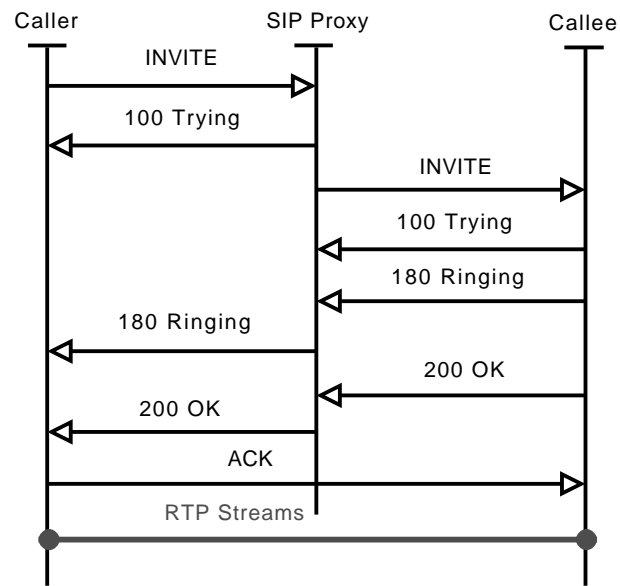 Caller
SIP Proxy
Callee
INVITE
100 Trying
INVITE
100 Trying
180 Ringing
180 Ringing
200 OK
200 OK
ACK
RTP Streams